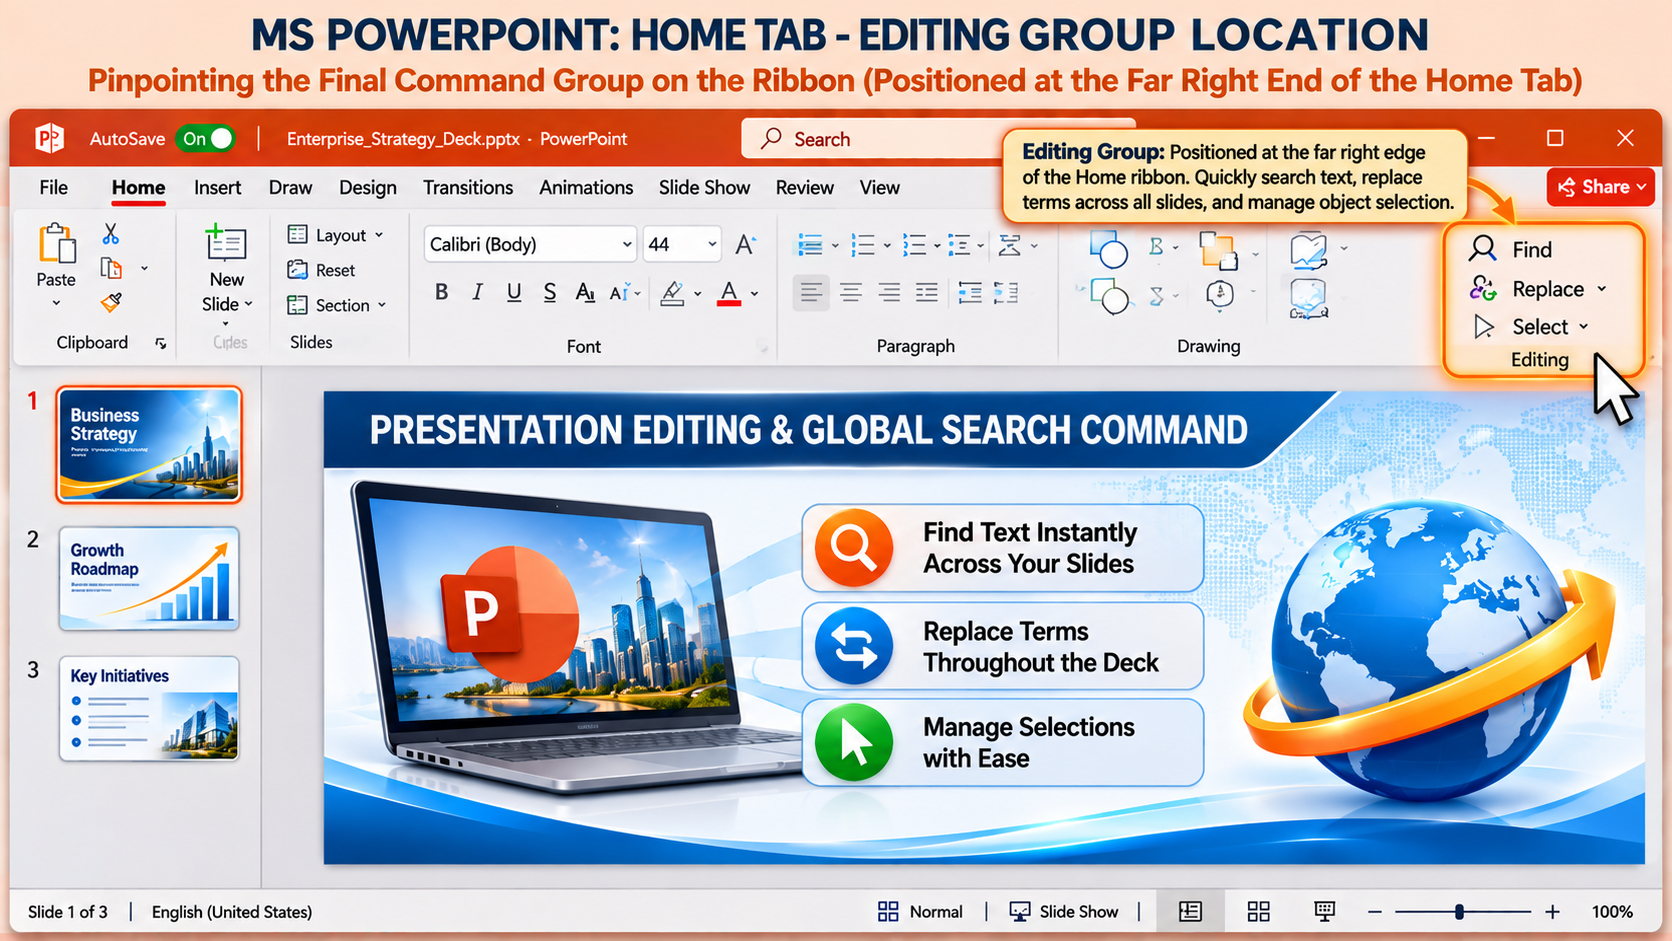 MS POWERPOINT: HOME TAB - EDITING GROUP LOCATION
Pinpointing the Final Command Group on the Ribbon (Positioned at the Far Right End of the Home Tab)
AutoSave On Enterprise_Strategy_Deck.pptx - PowerPoint
Search
File Home Insert Draw Design Transitions Animations Slide Show Review View
Share
Editing Group: Positioned at the far right edge
of the Home ribbon. Quickly search text, replace
terms across all slides, and manage object selection.
Paste
Clipboard
New
Slide
Layout
Reset
Section
Slides
Calibri (Body) 44
B I U S
Font
Paragraph
Drawing
Find
Replace
Select
Editing
1
Business
Strategy
2
Growth
Roadmap
3
Key Initiatives
PRESENTATION EDITING & GLOBAL SEARCH COMMAND
P
Find Text Instantly
Across Your Slides
Replace Terms
Throughout the Deck
Manage Selections
with Ease
Slide 1 of 3 English (United States)
Normal Slide Show 100%